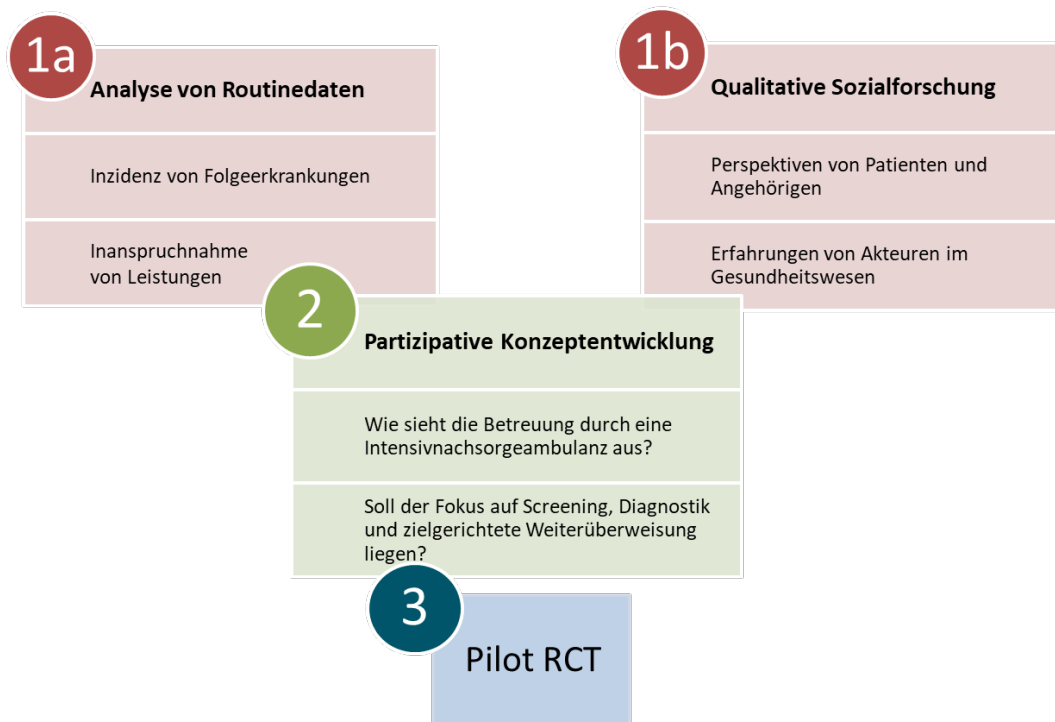 1a
Analyse von Routinedaten
Inzidenz von Folgeerkrankungen
Inanspruchnahme
von Leistungen
1b
Qualitative Sozialforschung
Perspektiven von Patienten und
Angehörigen
Erfahrungen von Akteuren im
Gesundheitswesen
2
Partizipative Konzeptentwicklung
Wie sieht die Betreuung durch eine
Intensivnachsorgeambulanz aus?
Soll der Fokus auf Screening, Diagnostik
und zielgerichtete Weiterüberweisung
liegen?
3
Pilot RCT